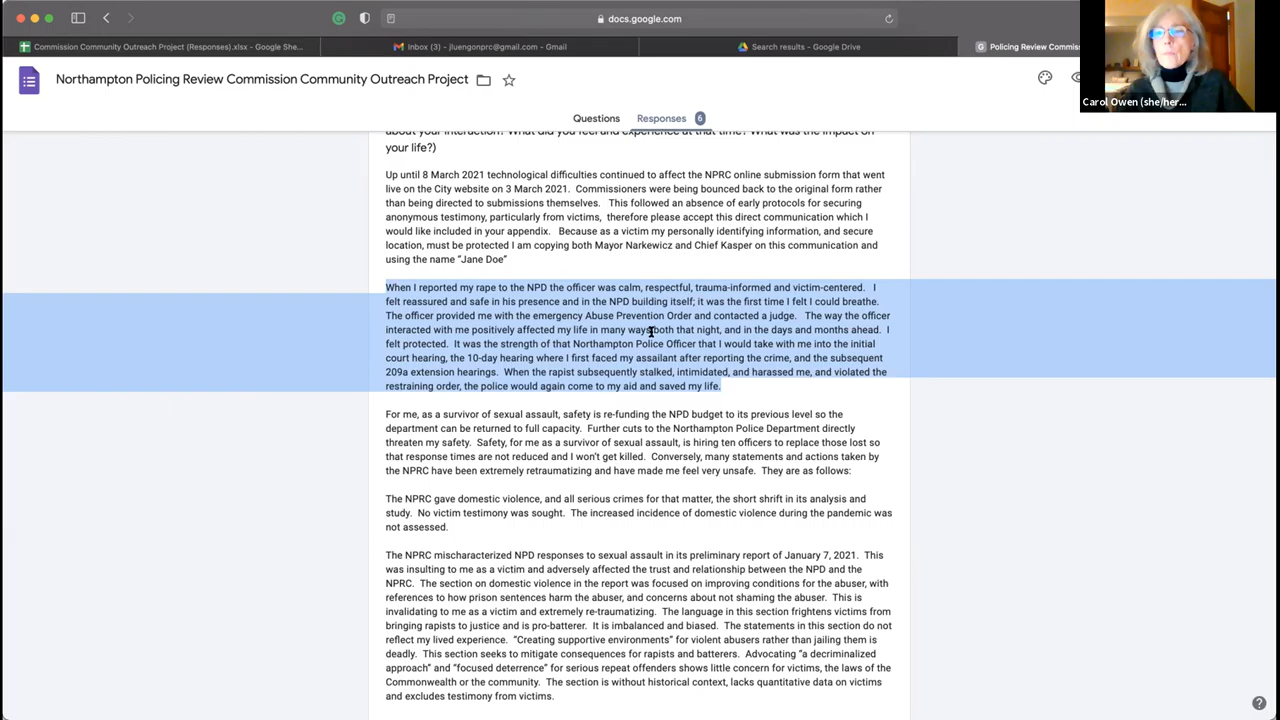 docs.google.com
Commission Community Outreach Project (Responses).xlsx - Google She...
Inbox (3) - jluengonprc@gmail.com - Gmail
Search results - Google Drive
Policing Review Commiss
Carol Owen (she/her...
Northampton Policing Review Commission Community Outreach Project
Questions
Responses 6
about your interaction? What did you feel and experience at that time? What was the impact on
your life?)
Up until 8 March 2021 technological difficulties continued to affect the NPRC online submission form that went
live on the City website on 3 March 2021. Commissioners were being bounced back to the original form rather
than being directed to submissions themselves. This followed an absence of early protocols for securing
anonymous testimony, particularly from victims, therefore please accept this direct communication which I
would like included in your appendix. Because as a victim my personally identifying information, and secure
location, must be protected I am copying both Mayor Narkewicz and Chief Kasper on this communication and
using the name “Jane Doe”
When I reported my rape to the NPD the officer was calm, respectful, trauma-informed and victim-centered. I
felt reassured and safe in his presence and in the NPD building itself; it was the first time I felt I could breathe.
The officer provided me with the emergency Abuse Prevention Order and contacted a judge. The way the officer
interacted with me positively affected my life in many ways both that night, and in the days and months ahead. I
felt protected. It was the strength of that Northampton Police Officer that I would take with me into the initial
court hearing, the 10-day hearing where I first faced my assailant after reporting the crime, and the subsequent
209a extension hearings. When the rapist subsequently stalked, intimidated, and harassed me, and violated the
restraining order, the police would again come to my aid and saved my life.
For me, as a survivor of sexual assault, safety is re-funding the NPD budget to its previous level so the
department can be returned to full capacity. Further cuts to the Northampton Police Department directly
threaten my safety. Safety, for me as a survivor of sexual assault, is hiring ten officers to replace those lost so
that response times are not reduced and I won’t get killed. Conversely, many statements and actions taken by
the NPRC have been extremely retraumatizing and have made me feel very unsafe. They are as follows:
The NPRC gave domestic violence, and all serious crimes for that matter, the short shrift in its analysis and
study. No victim testimony was sought. The increased incidence of domestic violence during the pandemic was
not assessed.
The NPRC mischaracterized NPD responses to sexual assault in its preliminary report of January 7, 2021. This
was insulting to me as a victim and adversely affected the trust and relationship between the NPD and the
NPRC. The section on domestic violence in the report was focused on improving conditions for the abuser, with
references to how prison sentences harm the abuser, and concerns about not shaming the abuser. This is
invalidating to me as a victim and extremely re-traumatizing. The language in this section frightens victims from
bringing rapists to justice and is pro-batterer. It is imbalanced and biased. The statements in this section do not
reflect my lived experience. “Creating supportive environments” for violent abusers rather than jailing them is
deadly. This section seeks to mitigate consequences for rapists and batterers. Advocating “a decriminalized
approach” and “focused deterrence” for serious repeat offenders shows little concern for victims, the laws of the
Commonwealth or the community. The section is without historical context, lacks quantitative data on victims
and excludes testimony from victims.